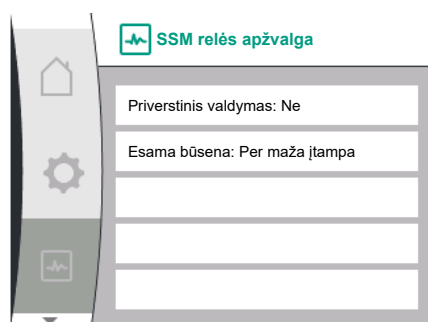 SSM relės apžvalga
Priverstinis valdymas: Ne
Esama būsena: Per maža įtampa